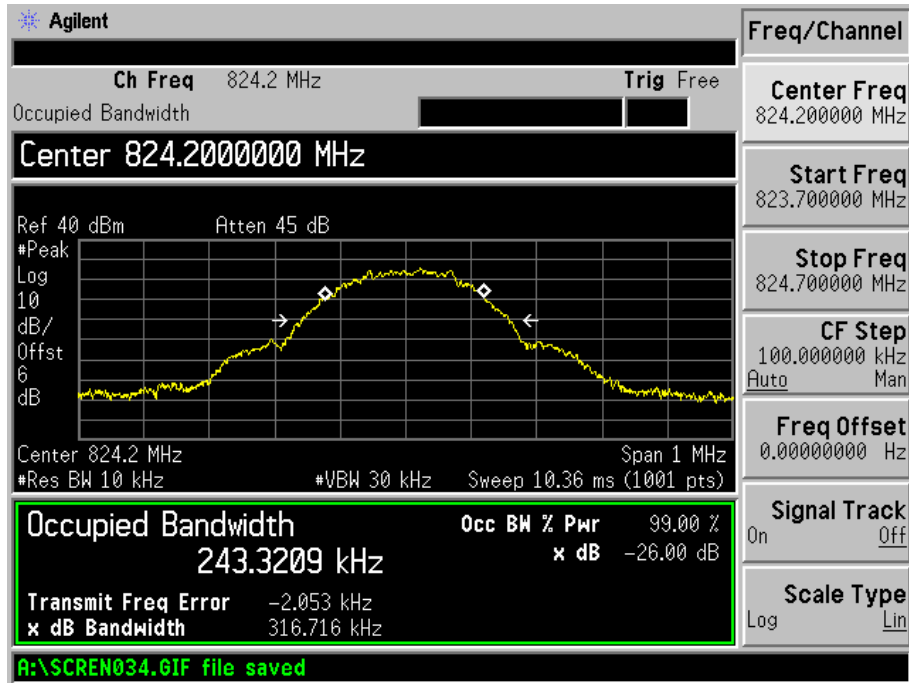 Agilent
Freq/Channel
Ch Freq 824.2 MHz Trig Free
Occupied Bandwidth
Center 824.2000000 MHz
Ref 40 dBm Atten 45 dB
#Peak
Log
10
dB/
Offst
6
dB
Center 824.2 MHz Span 1 MHz
#Res BW 10 kHz #VBW 30 kHz Sweep 10.36 ms (1001 pts)
Occupied Bandwidth
243.3209 kHz
Occ BW % Pwr 99.00 %
x dB -26.00 dB
Transmit Freq Error -2.053 kHz
x dB Bandwidth 316.716 kHz
A:\SCREN034.GIF file saved
Center Freq
824.200000 MHz
Start Freq
823.700000 MHz
Stop Freq
824.700000 MHz
CF Step
100.000000 kHz
Auto Man
Freq Offset
0.00000000 Hz
Signal Track
On Off
Scale Type
Log Lin